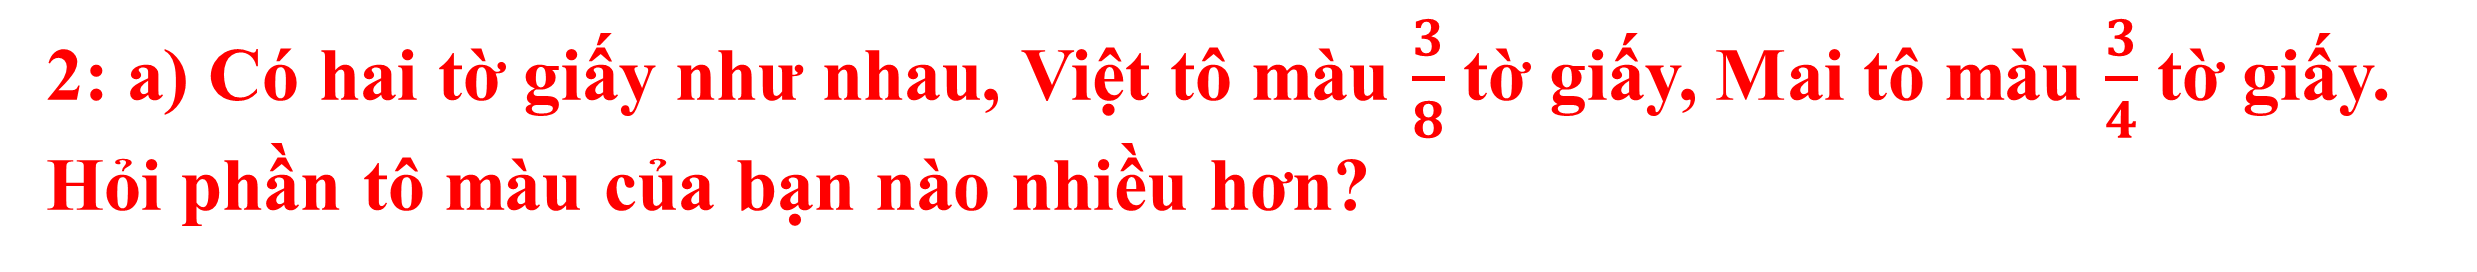 2: a) Có hai tờ giấy như nhau, Việt tô màu 3/8 tờ giấy, Mai tô màu 3/4 tờ giấy.
Hỏi phần tô màu của bạn nào nhiều hơn?